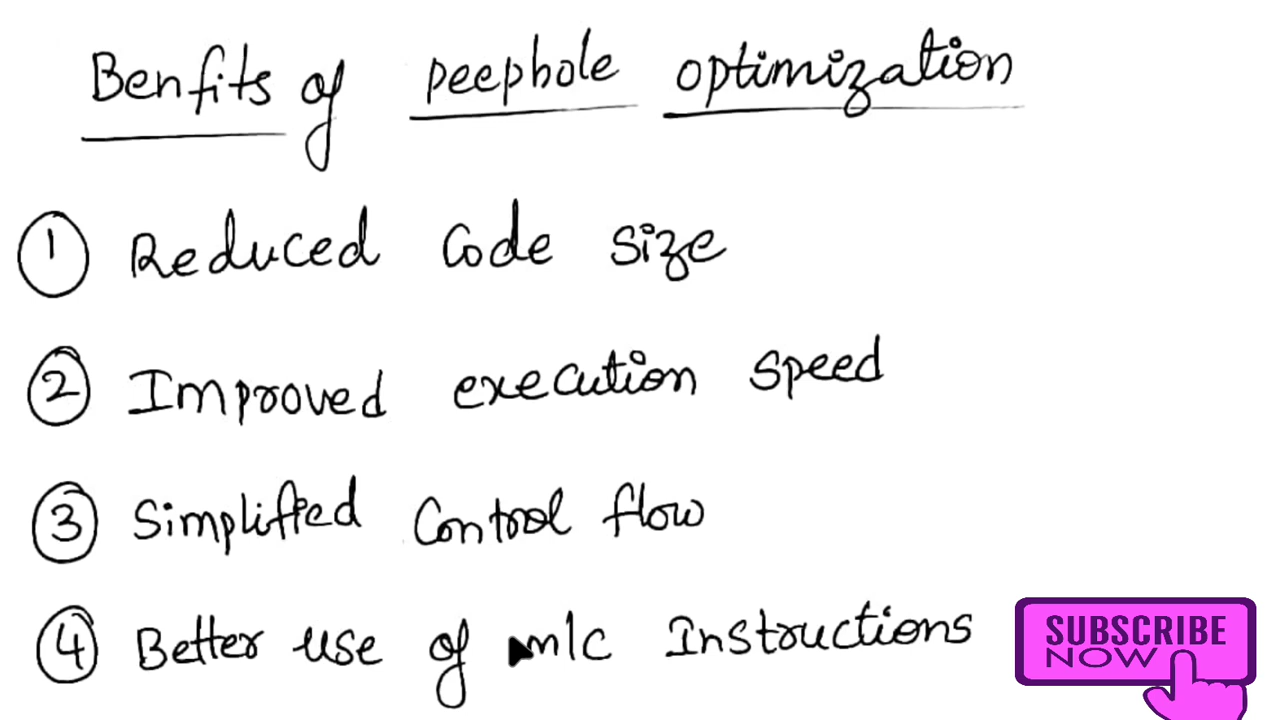 Benfits of peephole optimization
1 Reduced code size
2 Improved execution speed
3 Simplified Control flow
4 Better use of m/c Instructions
SUBSCRIBE
NOW